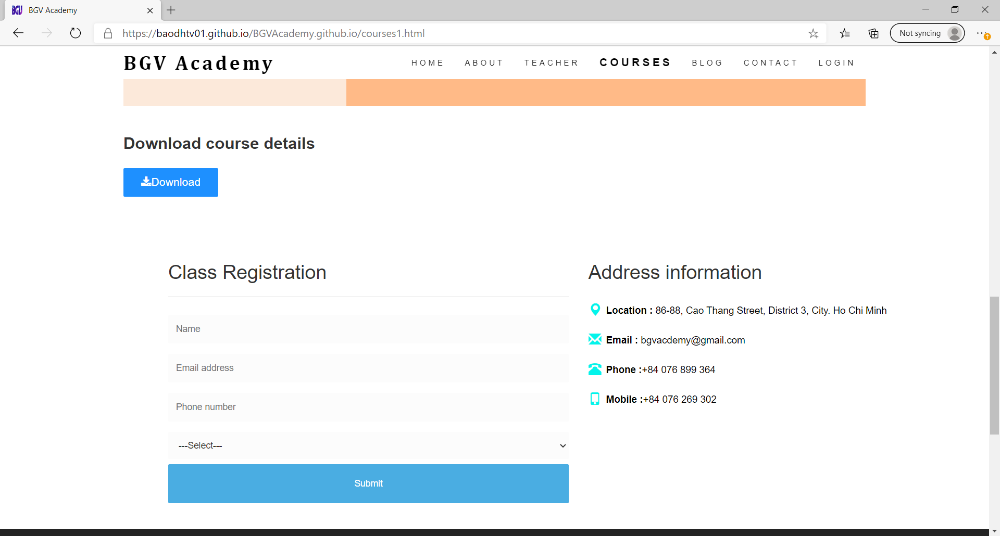 BGV
BGV Academy
https://baodhtv01.github.io/BGVAcademy.github.io/courses1.html
Not syncing
BGV Academy
HOME
ABOUT
TEACHER
COURSES
BLOG
CONTACT
LOGIN
Download course details
Download
Class Registration
Name
Email address
Phone number
---Select---
Submit
Address information
Location : 86-88, Cao Thang Street, District 3, City. Ho Chi Minh
Email : bgvacdemy@gmail.com
Phone :+84 076 899 364
Mobile :+84 076 269 302